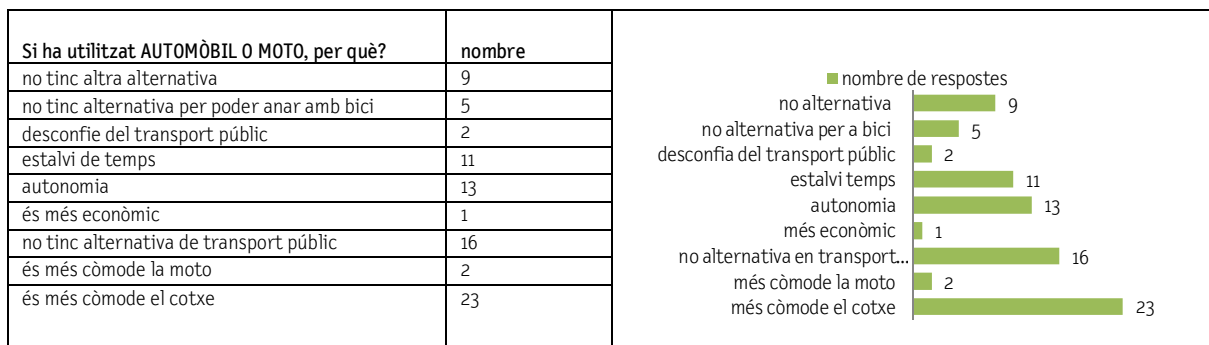 Si ha utilitzat AUTOMÒBIL O MOTO, per què? nombre
no tinc altra alternativa 9
no tinc alternativa per poder anar amb bici 5
desconfie del transport públic 2
estalvi de temps 11
autonomia 13
és més econòmic 1
no tinc alternativa de transport públic 16
és més còmode la moto 2
és més còmode el cotxe 23
nombre de respostes
no alternativa 9
no alternativa per a bici 5
desconfia del transport públic 2
estalvi temps 11
autonomia 13
més econòmic 1
no alternativa en transport... 16
més còmode la moto 2
més còmode el cotxe 23